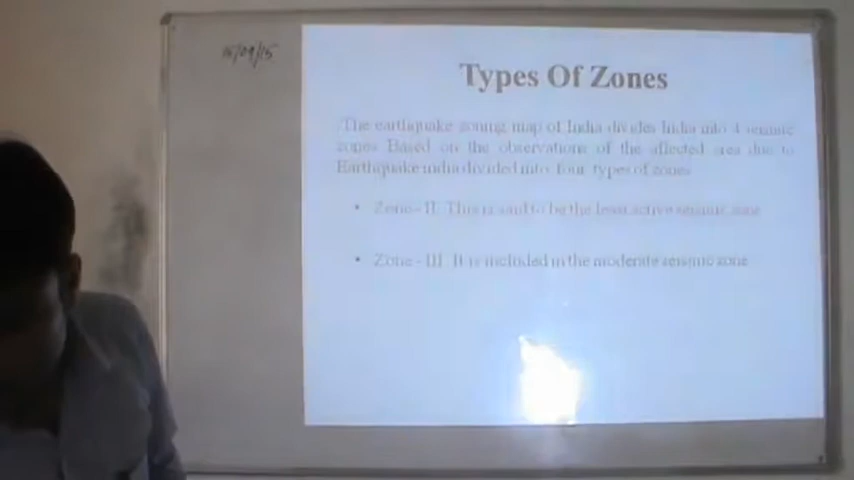 16/09/15
Types Of Zones
The earthquake zoning map of India divides India into 4 seismic
zones Based on the observations of the affected area due to
Earthquake india divided into four types of zones
• Zone - II This is said to be the least active seismic zone
• Zone - III It is included in the moderate seismic zone